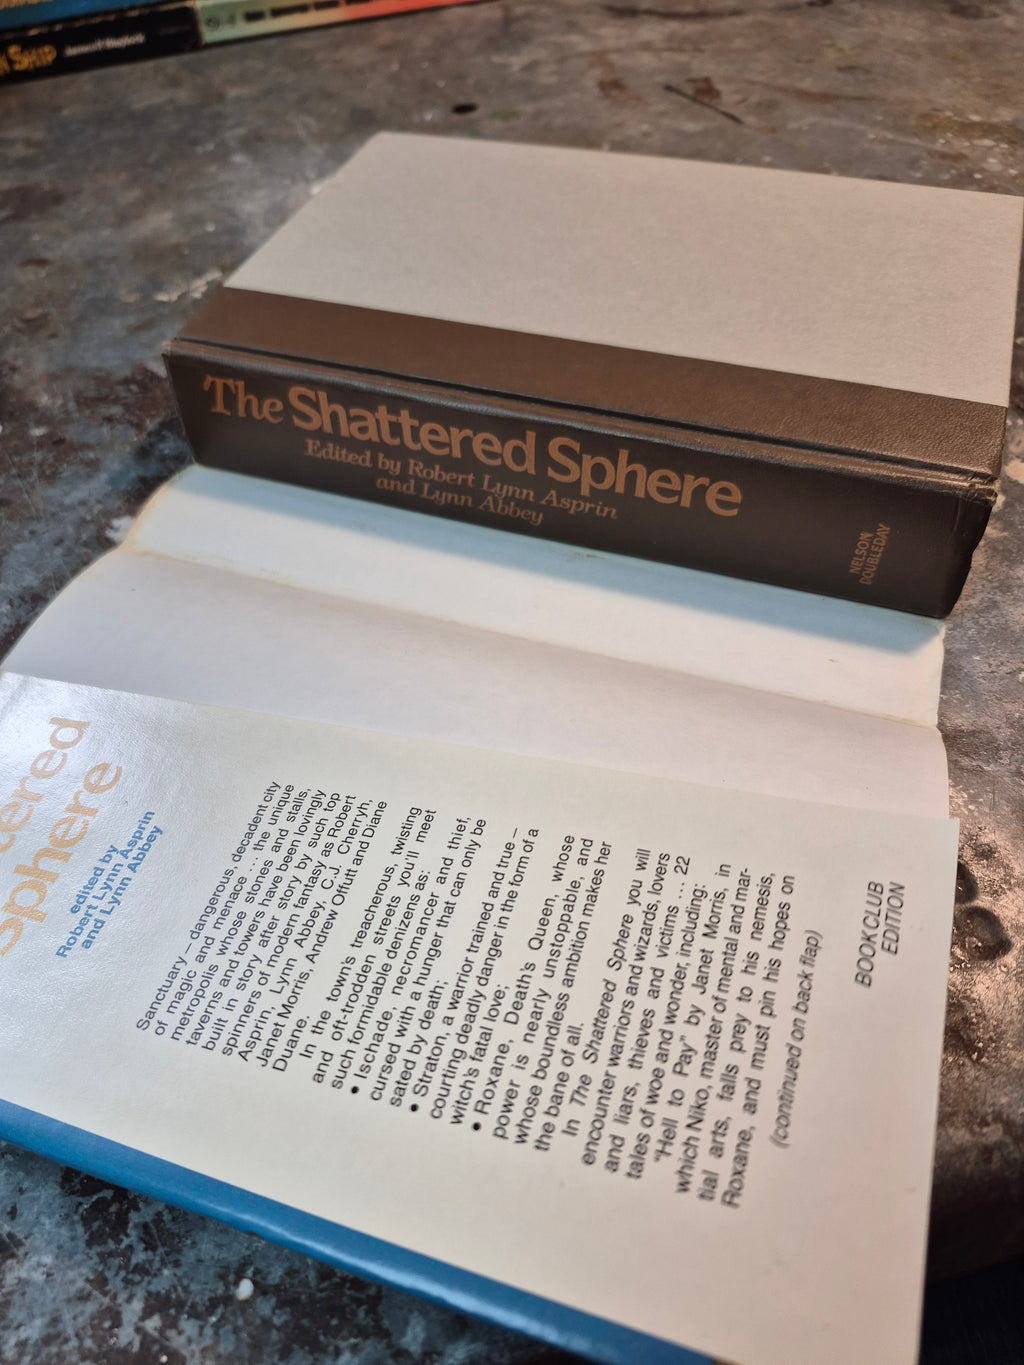 SHIP
The Shattered Sphere
Edited by Robert Lynn Asprin
and Lynn Abbey
NELSON
DOUBLEDAY
Sphere
edited by
Robert Lynn Asprin
and Lynn Abbey
Sanctuary — dangerous, decadent city
of magic and menace ... the unique
metropolis whose stones and stalls,
taverns and towers have been lovingly
built in story after story by such top
spinners of modern fantasy as Robert
Asprin, Lynn Abbey, C.J. Cherryh,
Janet Morris, Andrew Offutt and Diane
Duane.
In the town's treacherous, twisting
and oft-trodden streets you'll meet
such formidable denizens as:
• Ischade, necromancer and thief,
cursed with a hunger that can only be
sated by death;
• Straton, a warrior trained and true —
courting deadly danger in the form of a
witch's fatal love;
• Roxane, Death's Queen, whose
power is nearly unstoppable, and
whose boundless ambition makes her
the bane of all.
In The Shattered Sphere you will
encounter warriors and wizards, lovers
and liars, thieves and victims ... 22
tales of woe and wonder, including:
"Hell to Pay" by Janet Morris, in
which Niko, master of mental and mar-
tial arts, falls prey to his nemesis,
Roxane, and must pin his hopes on
(continued on back flap)
BOOK CLUB
EDITION